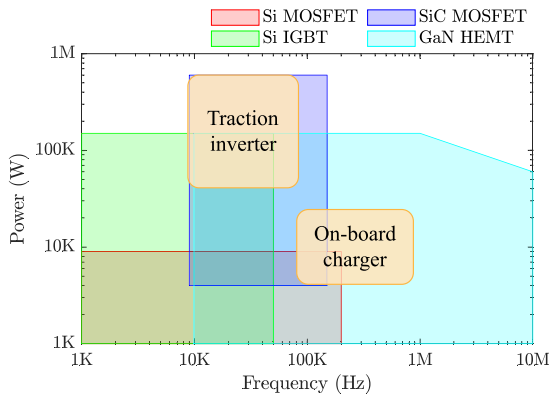 Si MOSFET
SiC MOSFET
Si IGBT
GaN HEMT
1M
100K
10K
1K
Power (W)
Traction
inverter
On-board
charger
1K
10K
100K
1M
10M
Frequency (Hz)